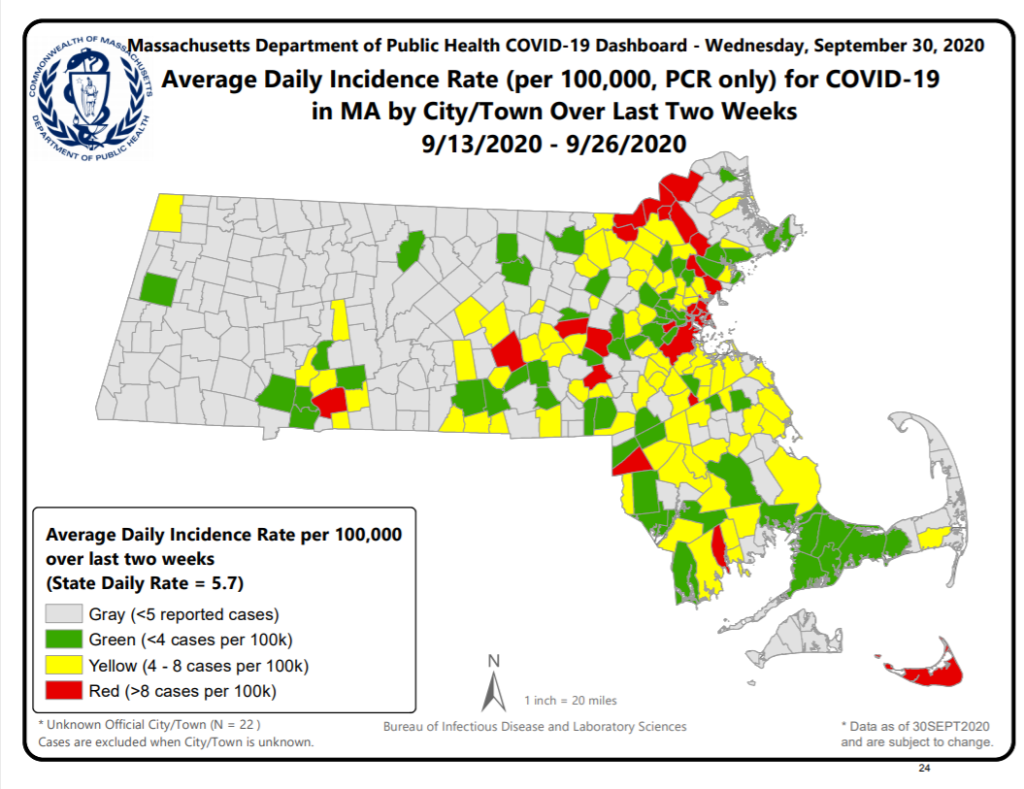 Massachusetts Department of Public Health COVID-19 Dashboard - Wednesday, September 30, 2020
COMMONWEALTH OF MASSACHUSETTS
DEPARTMENT OF PUBLIC HEALTH
Average Daily Incidence Rate (per 100,000, PCR only) for COVID-19
in MA by City/Town Over Last Two Weeks
9/13/2020 - 9/26/2020
Average Daily Incidence Rate per 100,000
over last two weeks
(State Daily Rate = 5.7)
Gray (<5 reported cases)
Green (<4 cases per 100k)
Yellow (4 - 8 cases per 100k)
Red (>8 cases per 100k)
N
1 inch = 20 miles
* Unknown Official City/Town (N = 22 )
Cases are excluded when City/Town is unknown.
Bureau of Infectious Disease and Laboratory Sciences
* Data as of 30SEPT2020
and are subject to change.
24